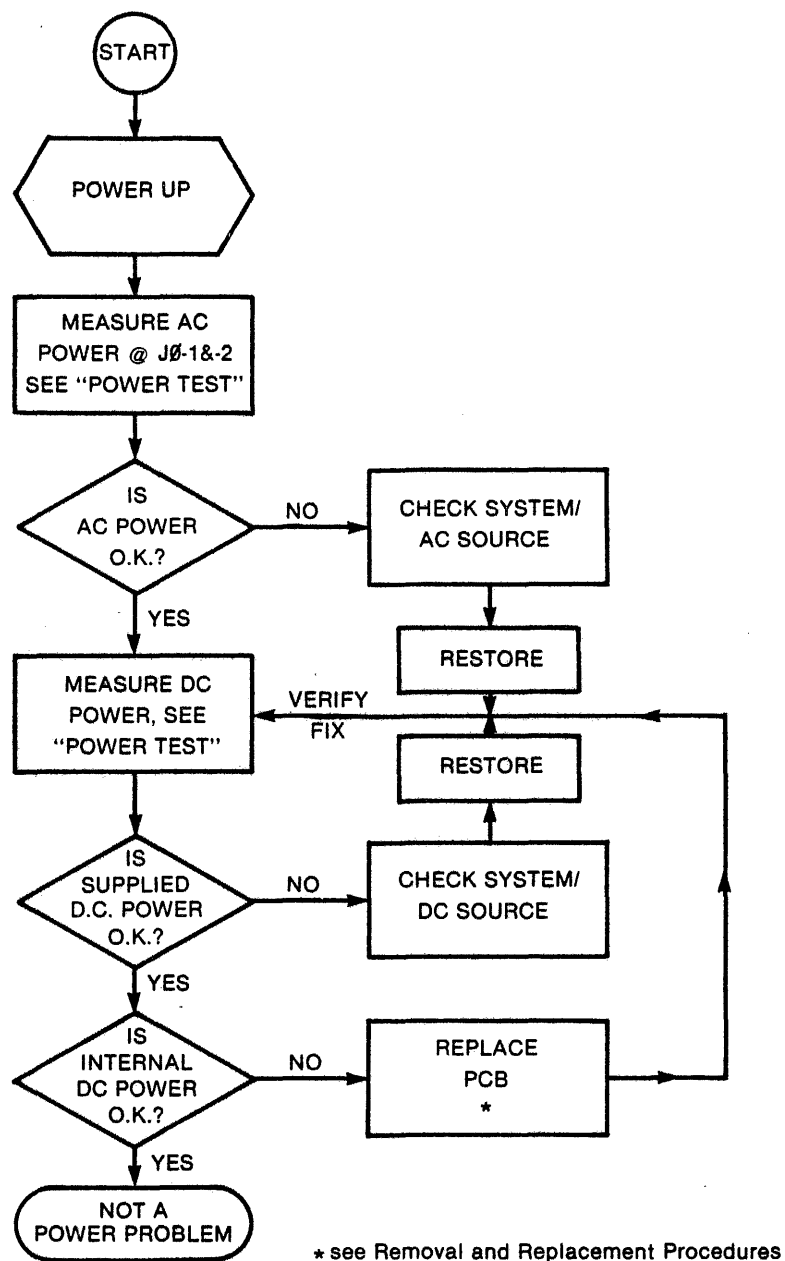 START
POWER UP
MEASURE AC
POWER @ JØ-1&-2
SEE “POWER TEST”
IS
AC POWER
O.K.?
NO
CHECK SYSTEM/
AC SOURCE
YES
RESTORE
MEASURE DC
POWER, SEE
“POWER TEST”
VERIFY
FIX
RESTORE
IS
SUPPLIED
D.C. POWER
O.K.?
NO
CHECK SYSTEM/
DC SOURCE
YES
IS
INTERNAL
DC POWER
O.K.?
NO
REPLACE
PCB
*
YES
NOT A
POWER PROBLEM
* see Removal and Replacement Procedures